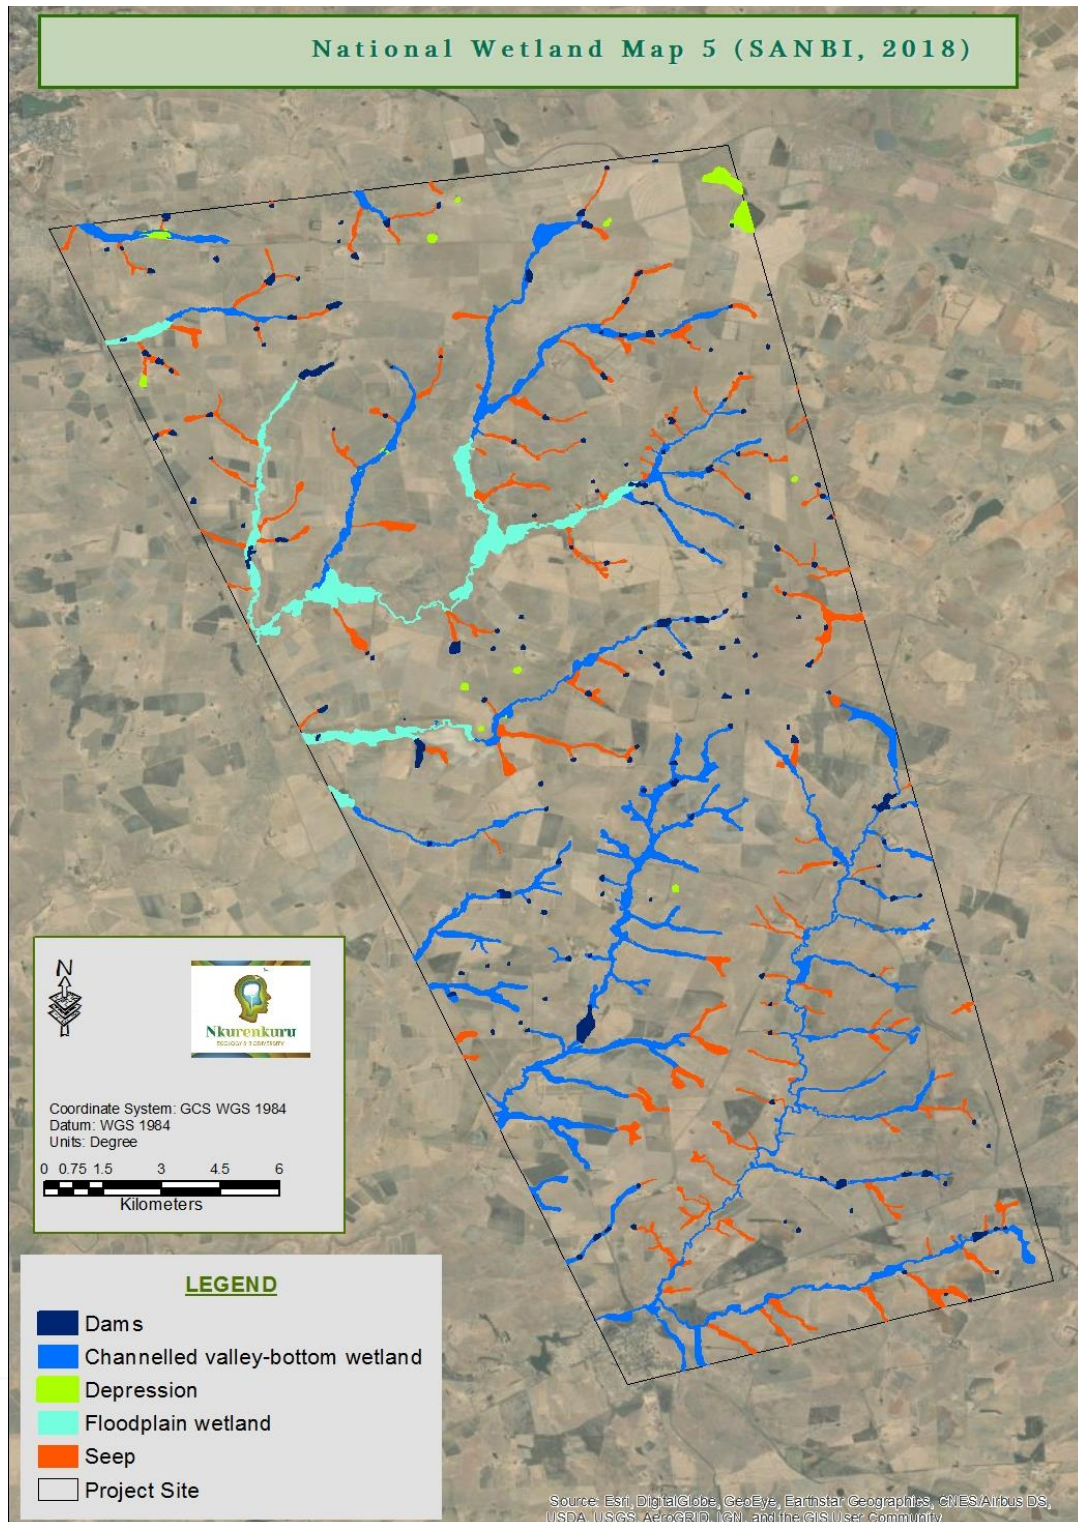 National Wetland Map 5 (SANBI, 2018)
N
Nkurenkuru
Coordinate System: GCS WGS 1984
Datum: WGS 1984
Units: Degree
0 0.75 1.5 3 4.5 6
Kilometers
LEGEND
Dams
Channelled valley-bottom wetland
Depression
Floodplain wetland
Seep
Project Site
Source: Esri, DigitalGlobe, GeoEye, Earthstar Geographics, CNES/Airbus DS,
USDA, USGS, AeroGRID, IGN, and the GIS User Community